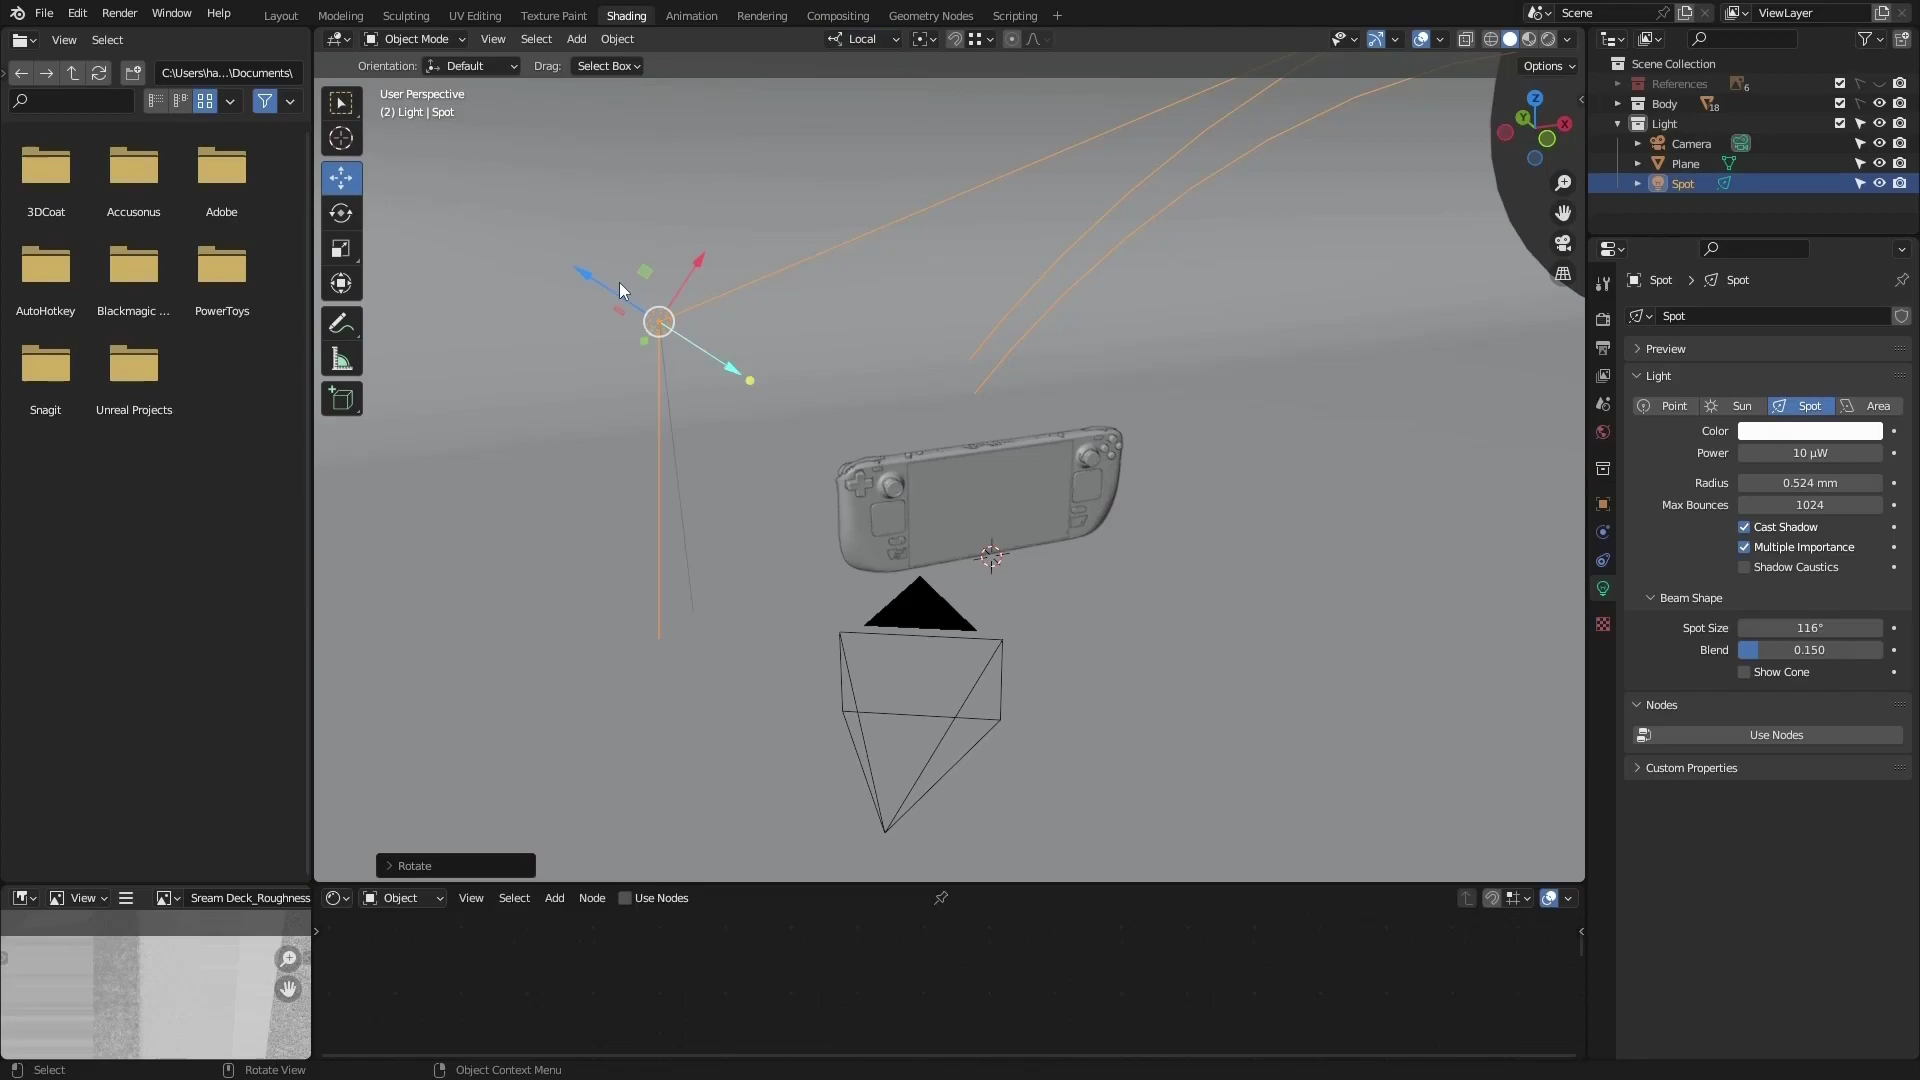 File Edit Render Window Help
Layout Modeling Sculpting UV Editing Texture Paint Shading Animation Rendering Compositing Geometry Nodes Scripting +
Scene
ViewLayer
View Select
C:\Users\ha...\Documents\
3DCoat Accusonus Adobe
AutoHotkey Blackmagic ... PowerToys
Snagit Unreal Projects
Object Mode View Select Add Object
Local
Orientation: Default Drag: Select Box
Options
User Perspective
(2) Light | Spot
Z
Y
X
Rotate
Scene Collection
References 6
Body 18
Light
Camera
Plane
Spot
Spot > Spot
Spot
Preview
Light
Point Sun Spot Area
Color
Power 10 µW
Radius 0.524 mm
Max Bounces 1024
Cast Shadow
Multiple Importance
Shadow Caustics
Beam Shape
Spot Size 116°
Blend 0.150
Show Cone
Nodes
Use Nodes
Custom Properties
View Sream Deck_Roughness
Object View Select Add Node Use Nodes
Select Rotate View Object Context Menu